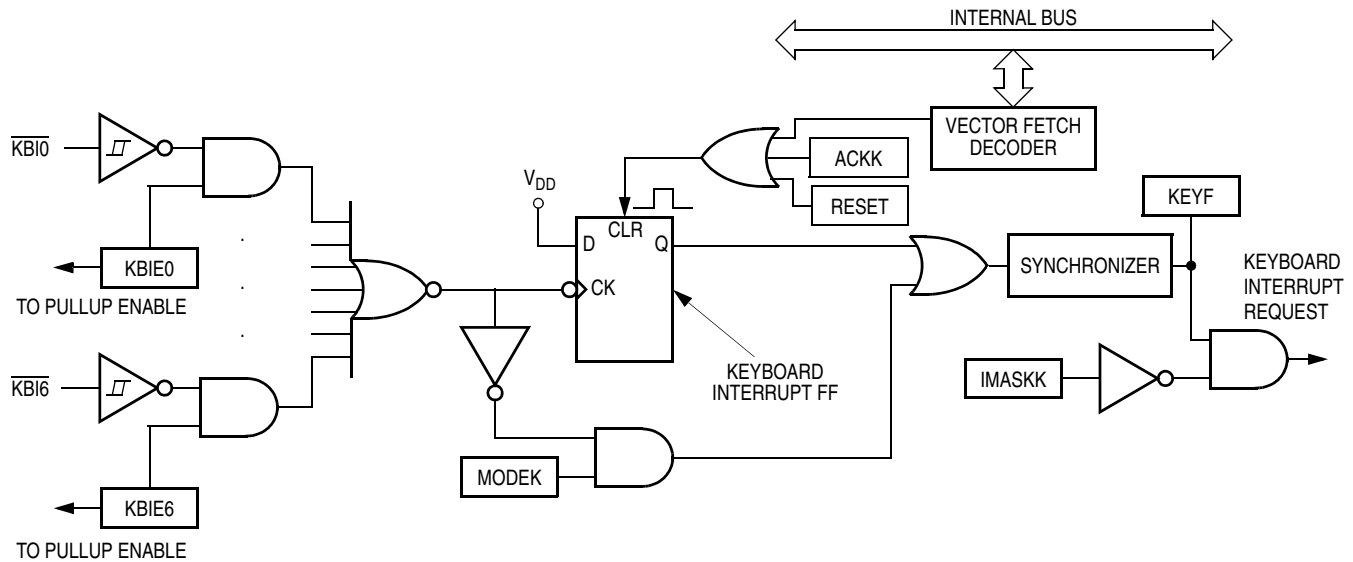 INTERNAL BUS
VECTOR FETCH
DECODER
ACKK
RESET
VDD
CLR
D
Q
CK
KBI0
KBIE0
TO PULLUP ENABLE
KBI6
KBIE6
TO PULLUP ENABLE
KEYBOARD
INTERRUPT FF
MODEK
SYNCHRONIZER
KEYF
IMASKK
KEYBOARD
INTERRUPT
REQUEST